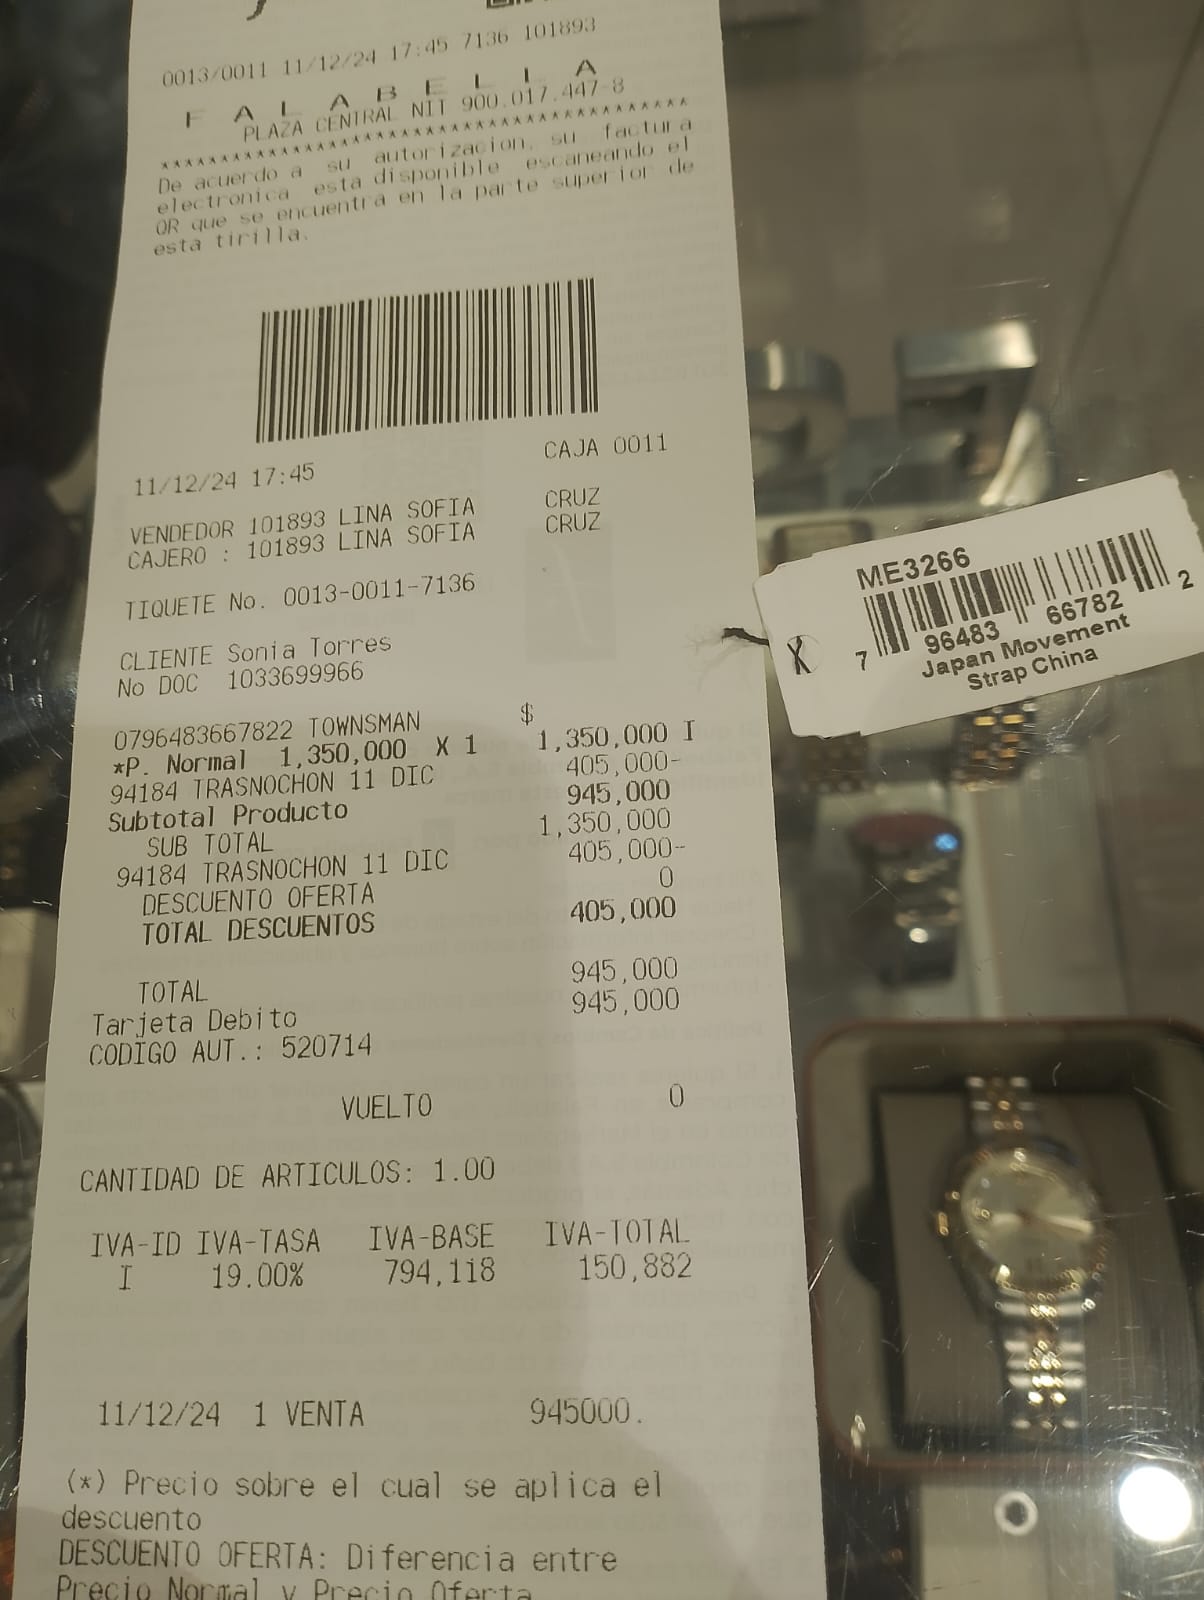 0013/0011 11/12/24 17:45 7136 101893
F A L A B E L L A
PLAZA CENTRAL NIT 900.017.447-8
De acuerdo a su autorizacion, su factura
electronica esta disponible escaneando el
QR que se encuentra en la parte superior de
esta tirilla.
11/12/24 17:45 CAJA 0011
VENDEDOR 101893 LINA SOFIA CRUZ
CAJERO : 101893 LINA SOFIA CRUZ
TIQUETE No. 0013-0011-7136
CLIENTE Sonia Torres
No DOC 1033699966
0796483667822 TOWNSMAN $
*P. Normal 1,350,000 X 1 1,350,000 I
94184 TRASNOCHON 11 DIC 405,000-
Subtotal Producto 945,000
SUB TOTAL 1,350,000
94184 TRASNOCHON 11 DIC 405,000-
DESCUENTO OFERTA 0
TOTAL DESCUENTOS 405,000
TOTAL 945,000
Tarjeta Debito 945,000
CODIGO AUT.: 520714
VUELTO 0
CANTIDAD DE ARTICULOS: 1.00
IVA-ID IVA-TASA IVA-BASE IVA-TOTAL
I 19.00% 794,118 150,882
11/12/24 1 VENTA 945000.
(*) Precio sobre el cual se aplica el
descuento
DESCUENTO OFERTA: Diferencia entre
Precio Normal y Precio Oferta
ME3266
7 96483 66782 2
Japan Movement
Strap China
X